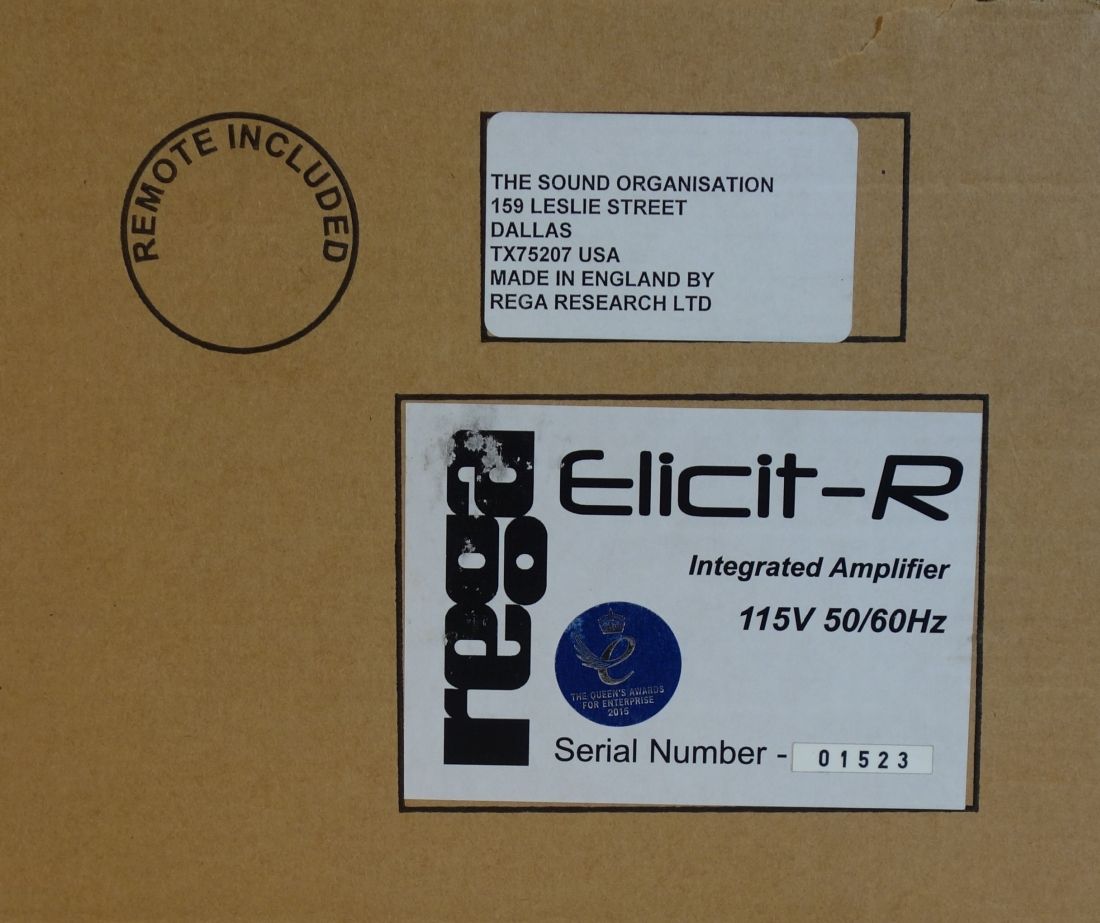 REMOTE INCLUDED
THE SOUND ORGANISATION
159 LESLIE STREET
DALLAS
TX75207 USA
MADE IN ENGLAND BY
REGA RESEARCH LTD
rega
Elicit-R
Integrated Amplifier
115V 50/60Hz
e
THE QUEEN'S AWARDS
FOR ENTERPRISE
2015
Serial Number - 01523